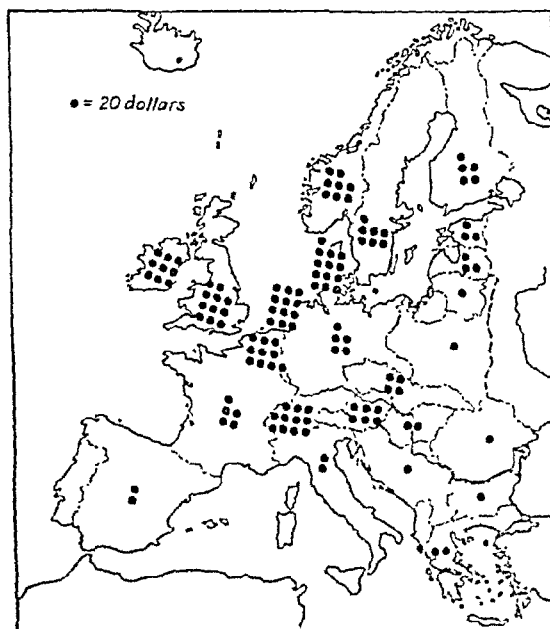 ● = 20 dollars